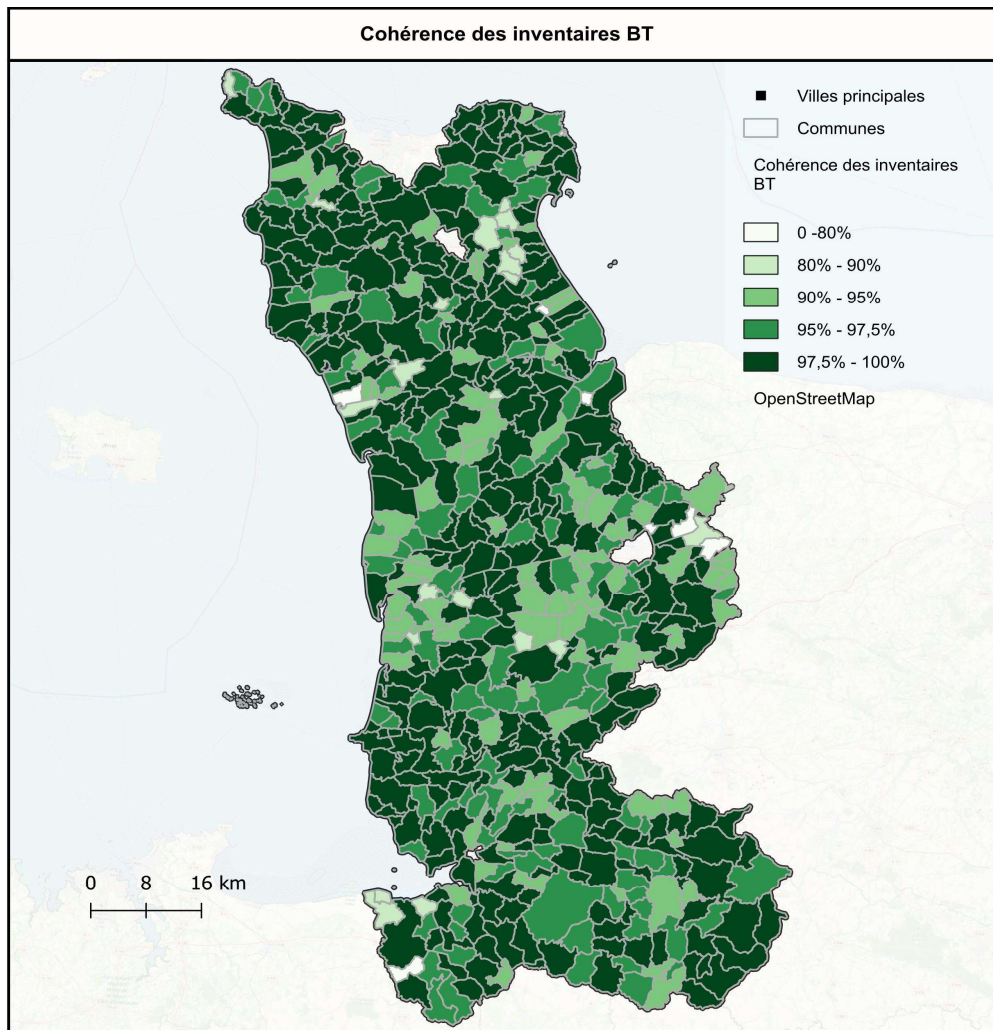 Cohérence des inventaires BT
Villes principales
Communes
Cohérence des inventaires
BT
0 -80%
80% - 90%
90% - 95%
95% - 97,5%
97,5% - 100%
OpenStreetMap
0 8 16 km